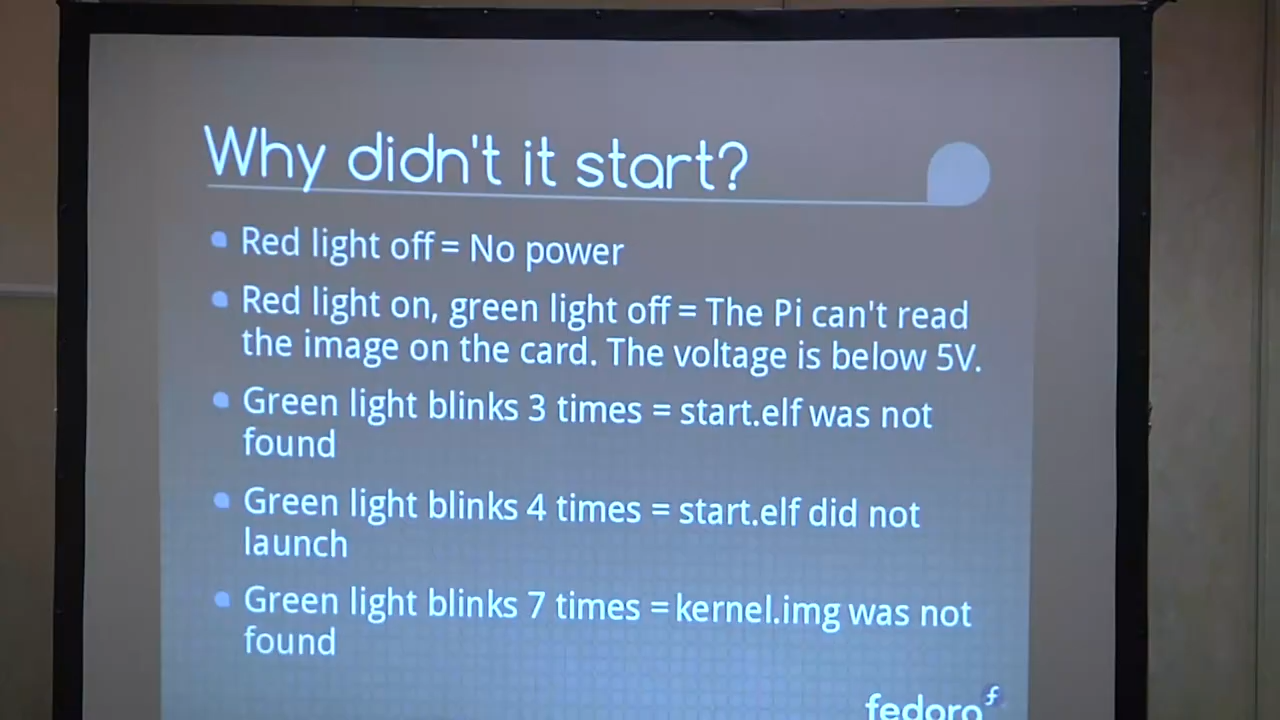 Why didn't it start?
Red light off = No power
Red light on, green light off = The Pi can't read
the image on the card. The voltage is below 5V.
Green light blinks 3 times = start.elf was not
found
Green light blinks 4 times = start.elf did not
launch
Green light blinks 7 times = kernel.img was not
found
fedora f